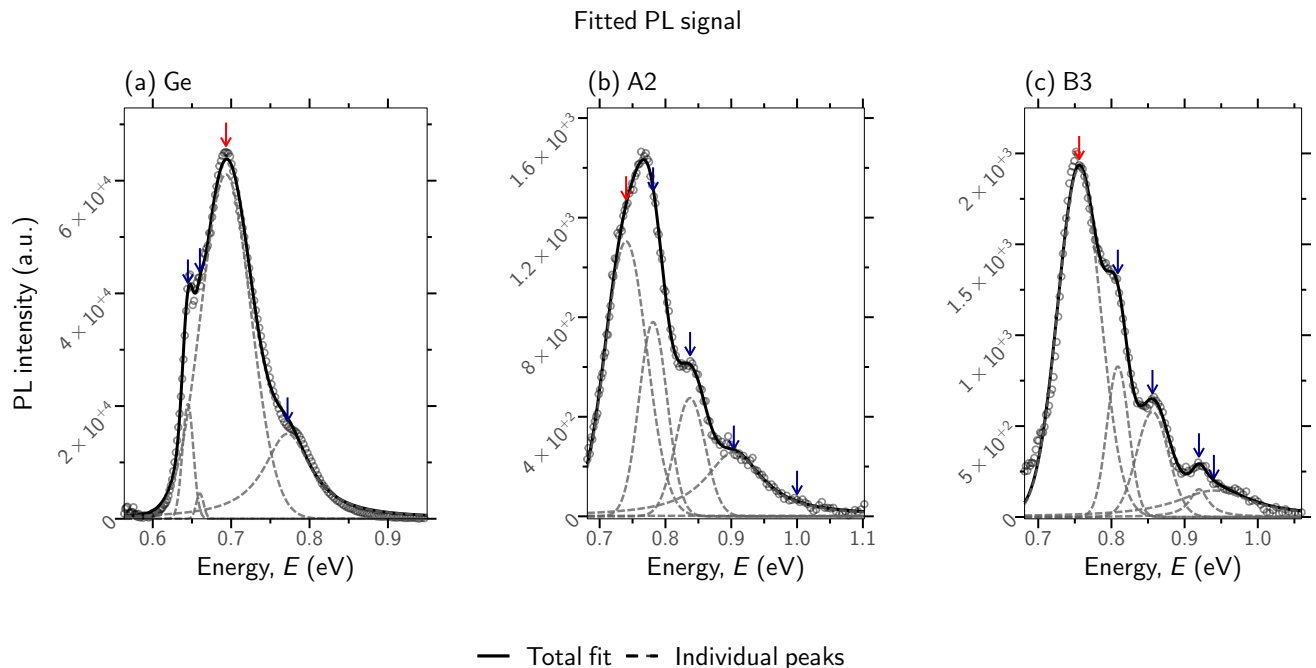 Fitted PL signal
(a) Ge
(b) A2
(c) B3
PL intensity (a.u.)
6 × 10+4
4 × 10+4
2 × 10+4
0
0.6 0.7 0.8 0.9
Energy, E (eV)
1.6 × 10+3
1.2 × 10+3
8 × 10+2
4 × 10+2
0
0.7 0.8 0.9 1.0 1.1
Energy, E (eV)
2 × 10+3
1.5 × 10+3
1 × 10+3
5 × 10+2
0
0.7 0.8 0.9 1.0
Energy, E (eV)
Total fit Individual peaks